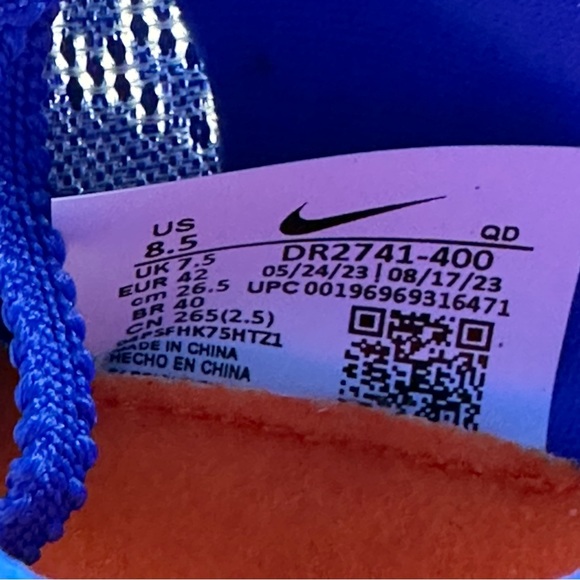 US
8.5
UK 7.5
EUR 42
cm 26.5
BR 40
CN 265(2.5)
MADE IN CHINA
HECHO EN CHINA
QD
DR2741-400
05/24/23 | 08/17/23
UPC 00196969316471